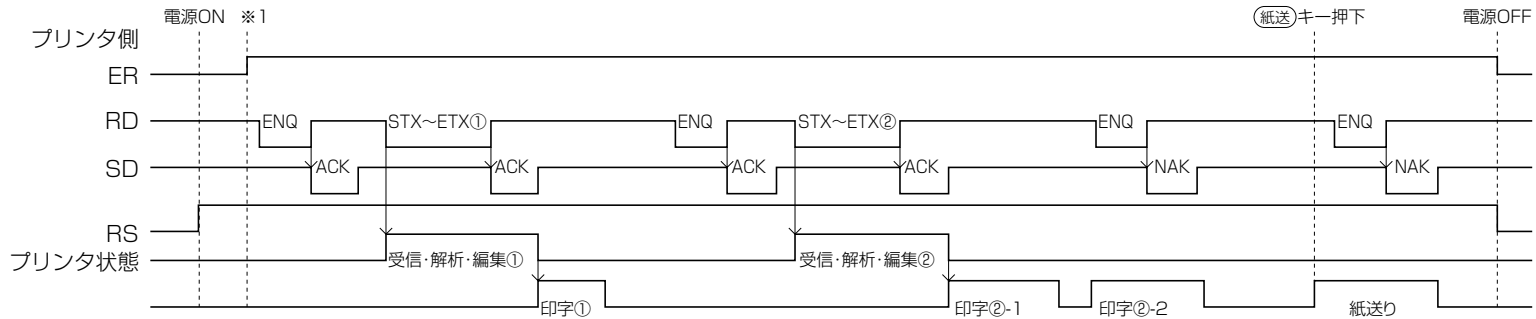 電源ON ※1 紙送キー押下 電源OFF
プリンタ側
ER
RD ENQ STX～ETX① ENQ STX～ETX② ENQ ENQ
SD ACK ACK ACK ACK NAK NAK
RS
プリンタ状態 受信・解析・編集① 受信・解析・編集②
印字① 印字②-1 印字②-2 紙送り